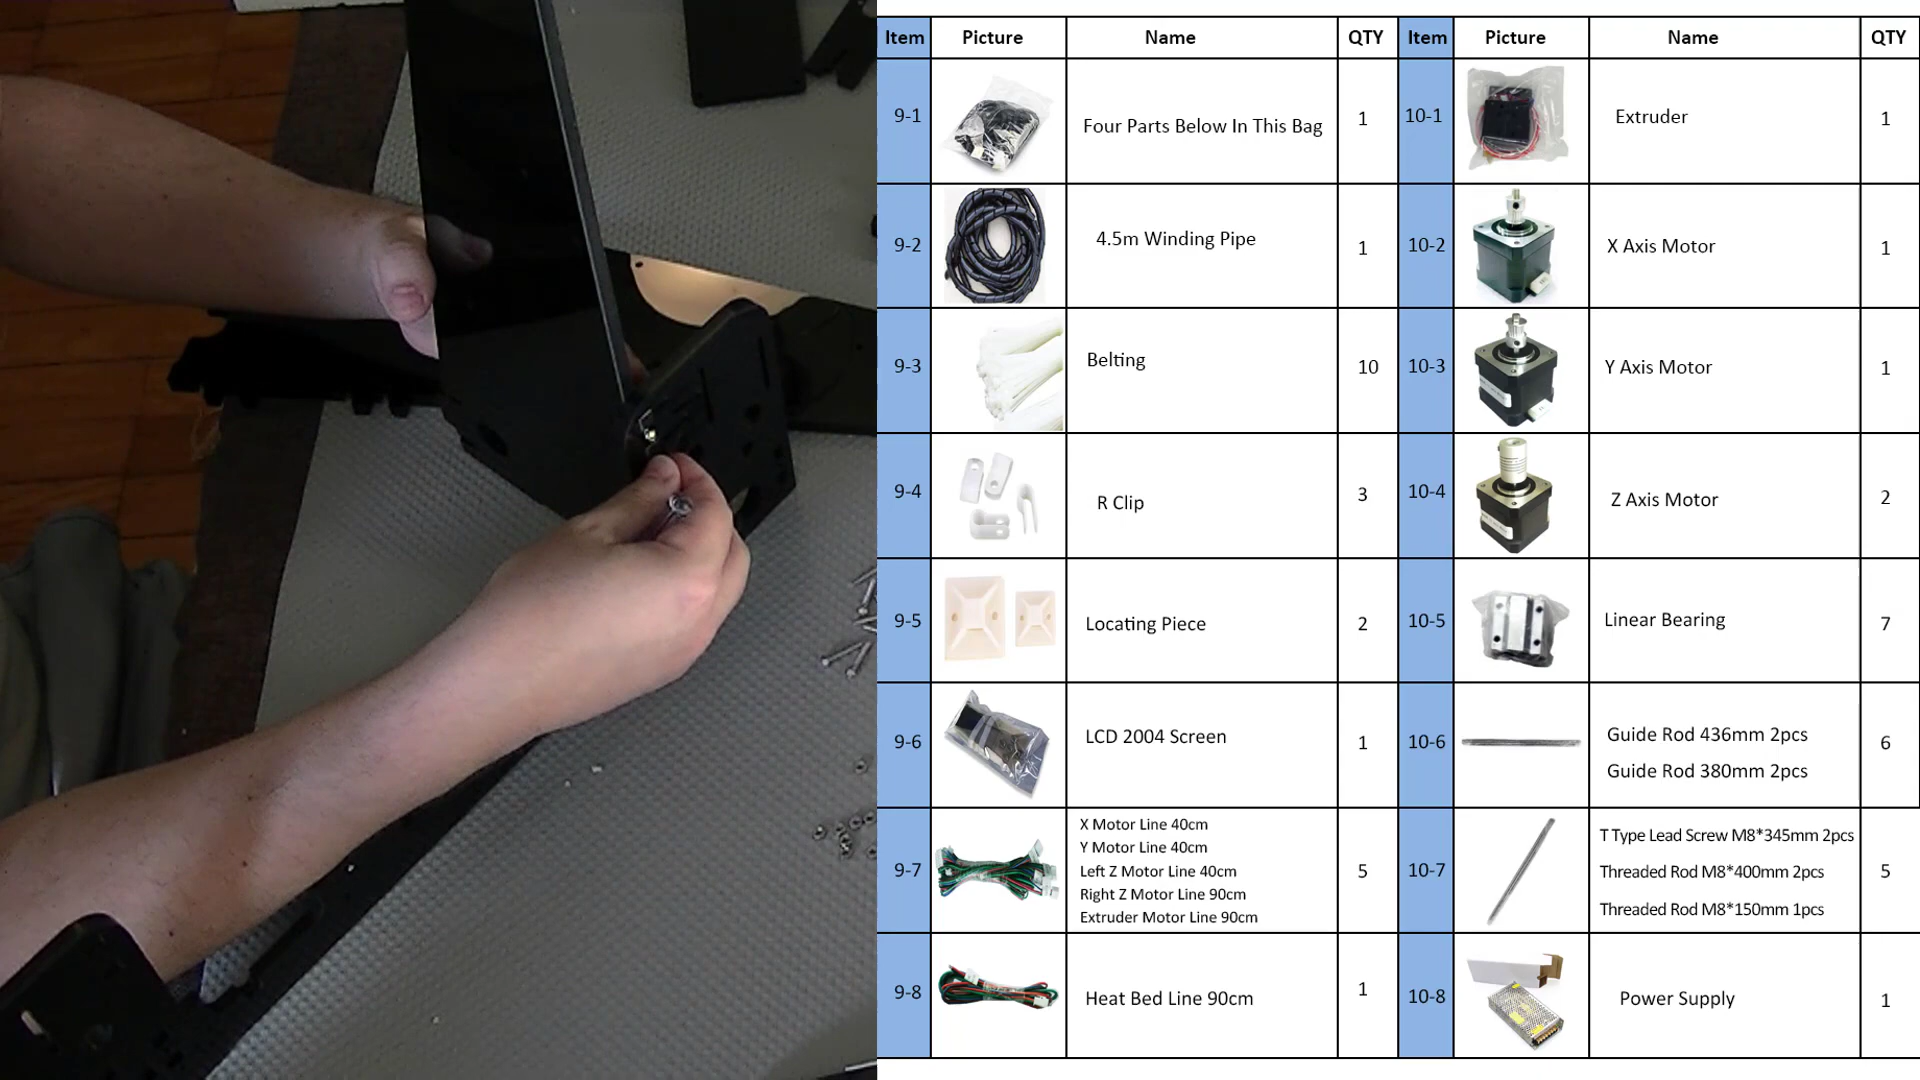 Item Picture Name QTY Item Picture Name QTY
9-1 Four Parts Below In This Bag 1 10-1 Extruder 1
9-2 4.5m Winding Pipe 1 10-2 X Axis Motor 1
9-3 Belting 10 10-3 Y Axis Motor 1
9-4 R Clip 3 10-4 Z Axis Motor 2
9-5 Locating Piece 2 10-5 Linear Bearing 7
9-6 LCD 2004 Screen 1 10-6 Guide Rod 436mm 2pcs
Guide Rod 380mm 2pcs 6
9-7 X Motor Line 40cm
Y Motor Line 40cm
Left Z Motor Line 40cm
Right Z Motor Line 90cm
Extruder Motor Line 90cm 5
10-7 T Type Lead Screw M8*345mm 2pcs
Threaded Rod M8*400mm 2pcs
Threaded Rod M8*150mm 1pcs 5
9-8 Heat Bed Line 90cm 1 10-8 Power Supply 1